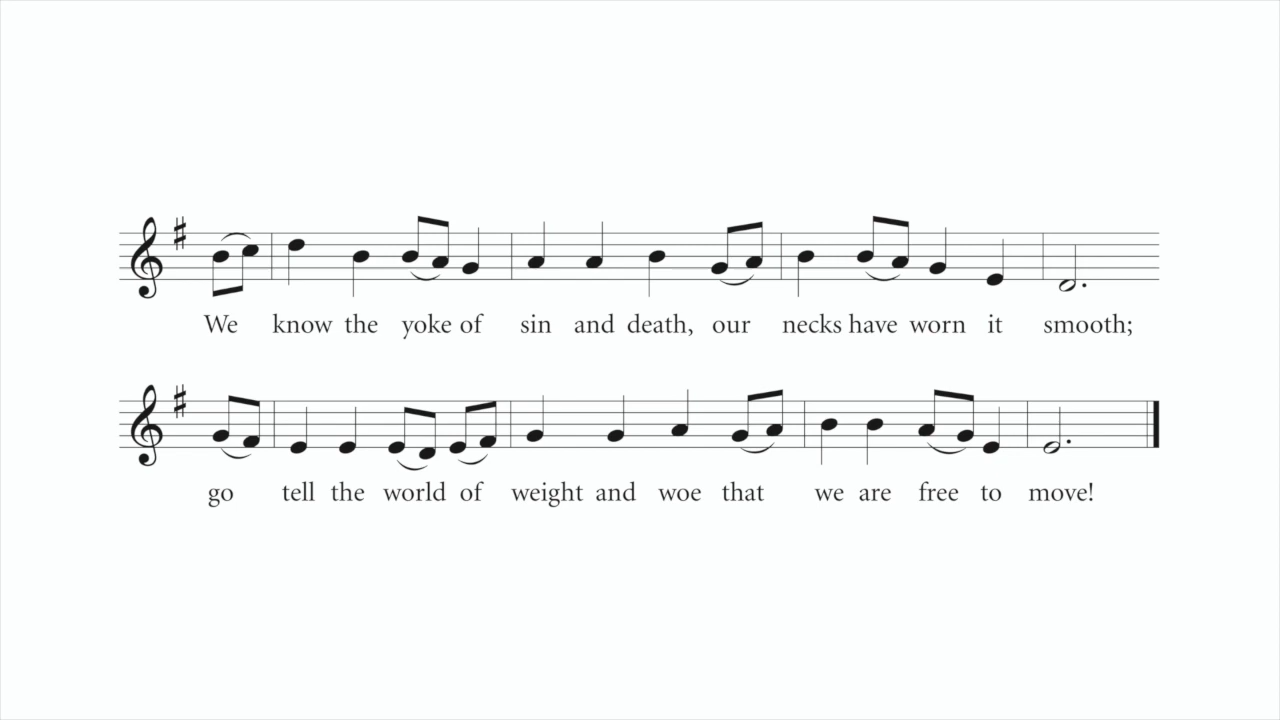 We know the yoke of sin and death, our necks have worn it smooth;
go tell the world of weight and woe that we are free to move!